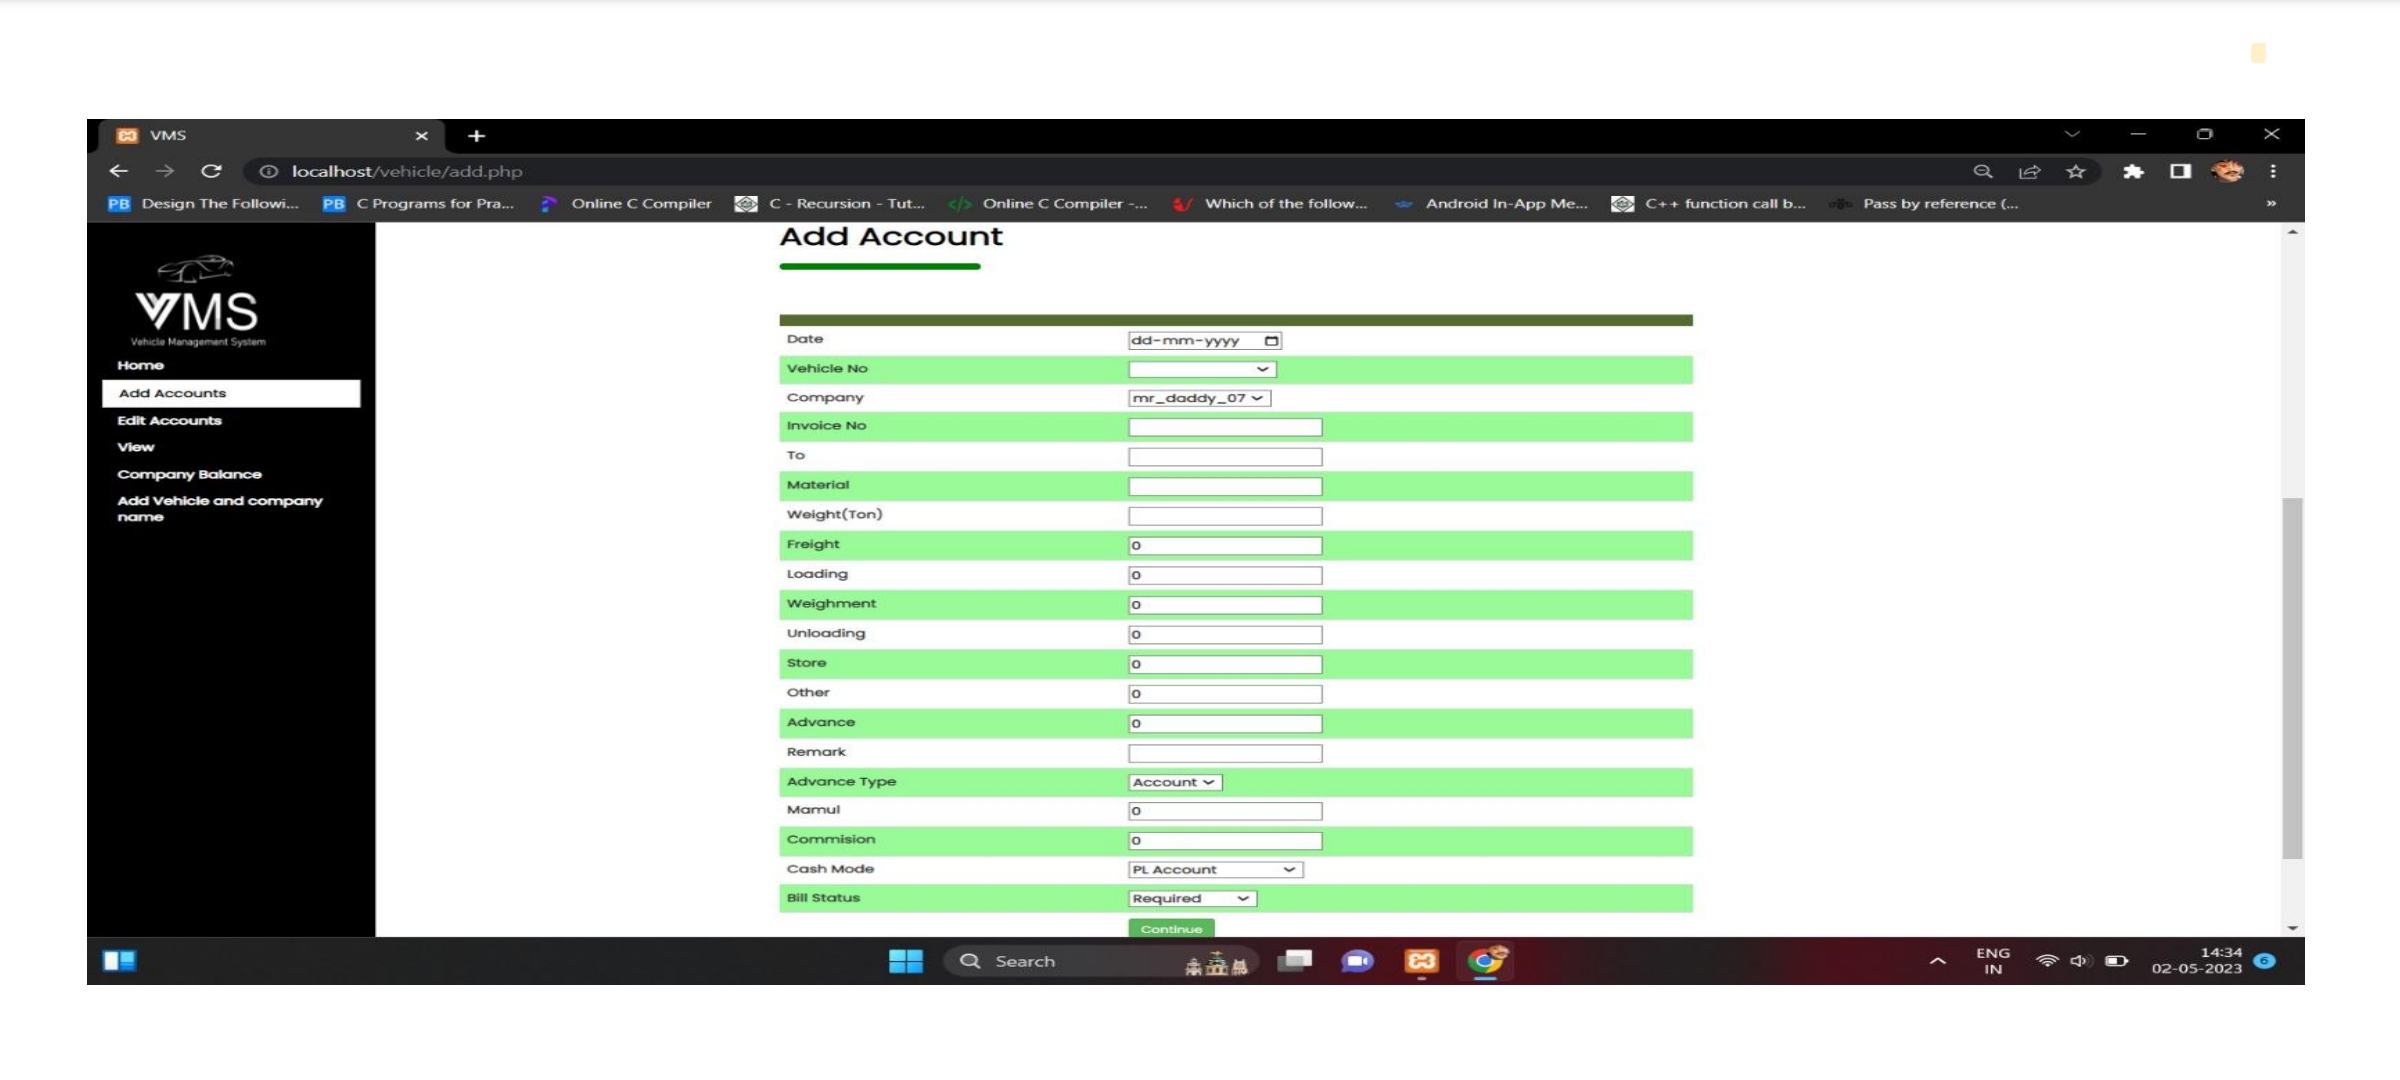 VMS
localhost/vehicle/add.php
PB Design The Followi... PB C Programs for Pra... Online C Compiler C - Recursion - Tut... </> Online C Compiler -... Which of the follow... Android In-App Me... C++ function call b... Pass by reference (... »
VMS
Vehicle Management System
Home
Add Accounts
Edit Accounts
View
Company Balance
Add Vehicle and company
name
Add Account
Date dd-mm-yyyy
Vehicle No
Company mr_daddy_07
Invoice No
To
Material
Weight(Ton)
Freight 0
Loading 0
Weighment 0
Unloading 0
Store 0
Other 0
Advance 0
Remark
Advance Type Account
Mamul 0
Commision 0
Cash Mode PL Account
Bill Status Required
Continue
Search
ENG
IN
14:34
02-05-2023
6